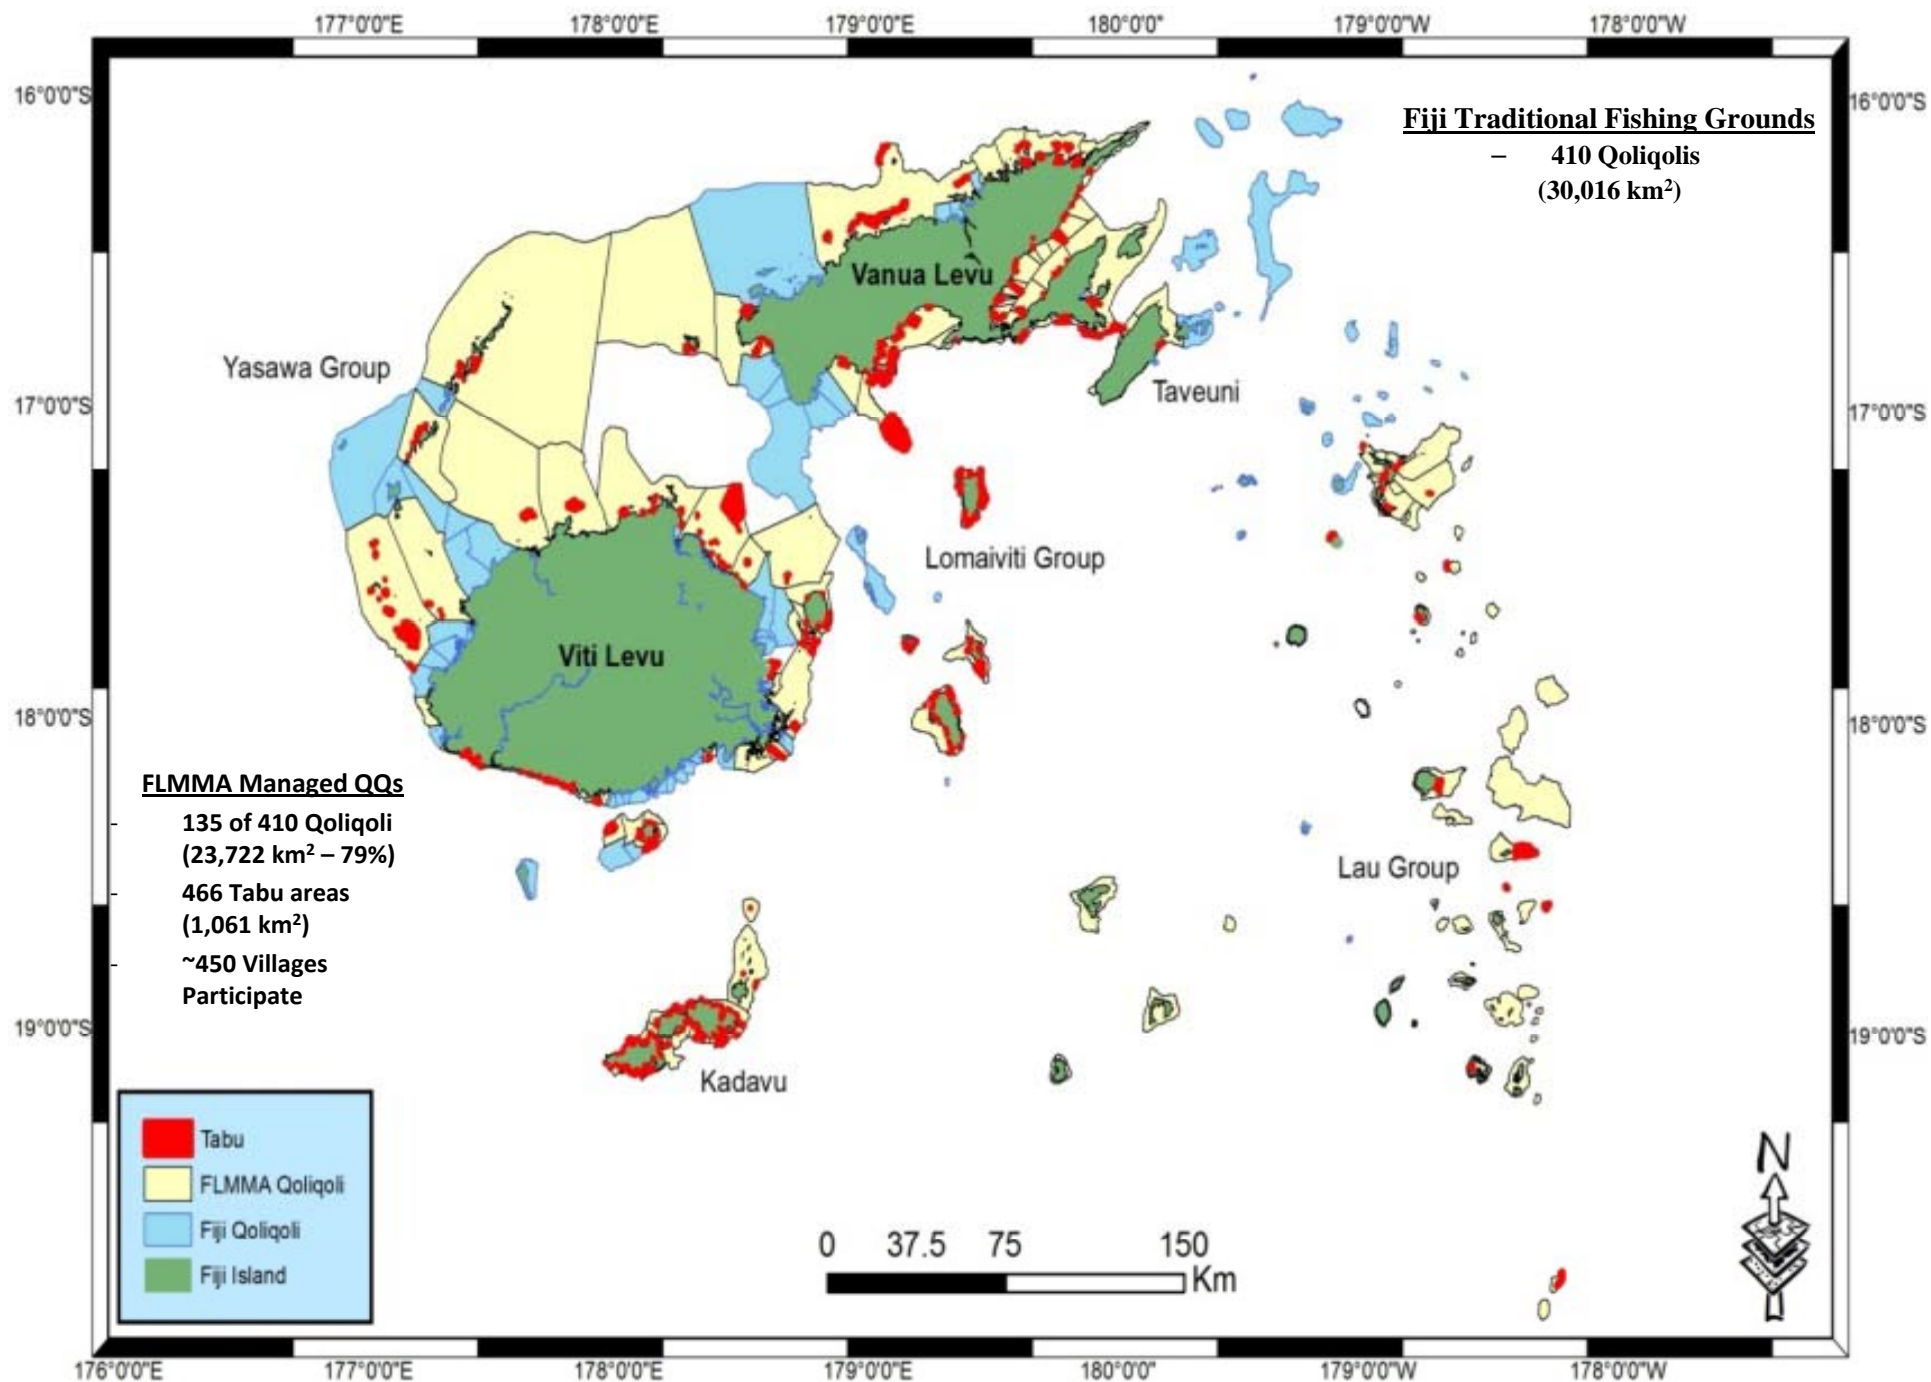 177°0'0"E 178°0'0"E 179°0'0"E 180°0'0" 179°0'0"W 178°0'0"W
16°0'0"S 16°0'0"S
Fiji Traditional Fishing Grounds
– 410 Qoliqolis
(30,016 km²)
Vanua Levu
Yasawa Group
Taveuni
17°0'0"S 17°0'0"S
Lomaiviti Group
Viti Levu
18°0'0"S 18°0'0"S
FLMMA Managed QQs
- 135 of 410 Qoliqoli
(23,722 km² – 79%)
- 466 Tabu areas
(1,061 km²)
- ~450 Villages
Participate
Lau Group
19°0'0"S 19°0'0"S
Kadavu
Tabu
FLMMA Qoliqoli
Fiji Qoliqoli
Fiji Island
0 37.5 75 150
Km
N
176°0'0"E 177°0'0"E 178°0'0"E 179°0'0"E 180°0'0" 179°0'0"W 178°0'0"W